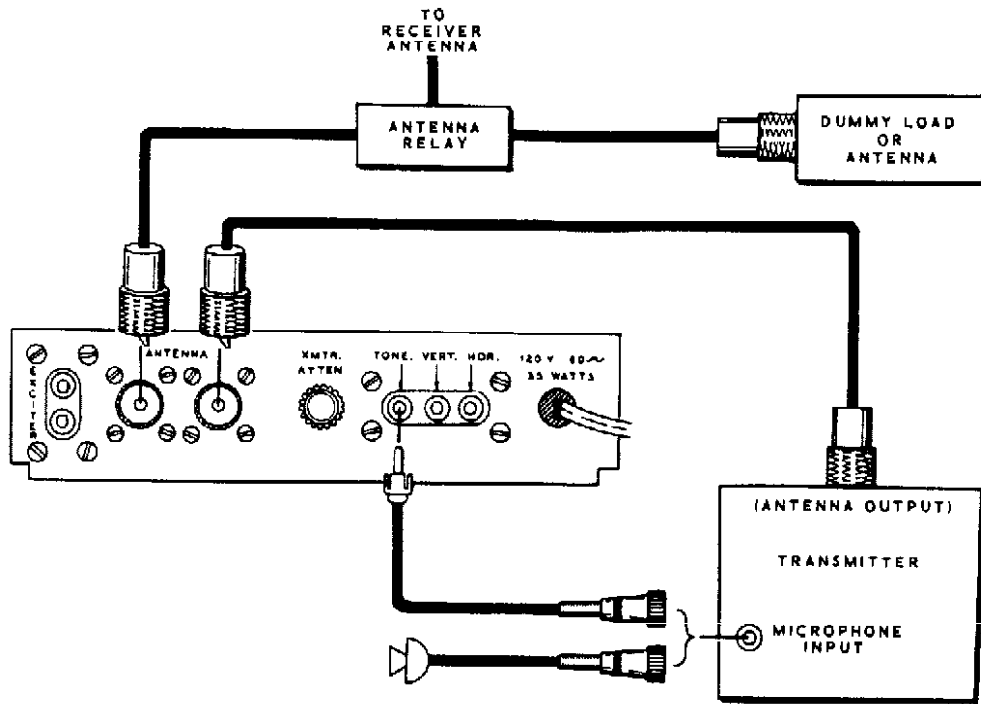 TO
RECEIVER
ANTENNA
ANTENNA
RELAY
DUMMY LOAD
OR
ANTENNA
EXCITER
ANTENNA
XMTR.
ATTEN
TONE. VERT. HOR.
120 V 60~
35 WATTS
(ANTENNA OUTPUT)
TRANSMITTER
MICROPHONE
INPUT